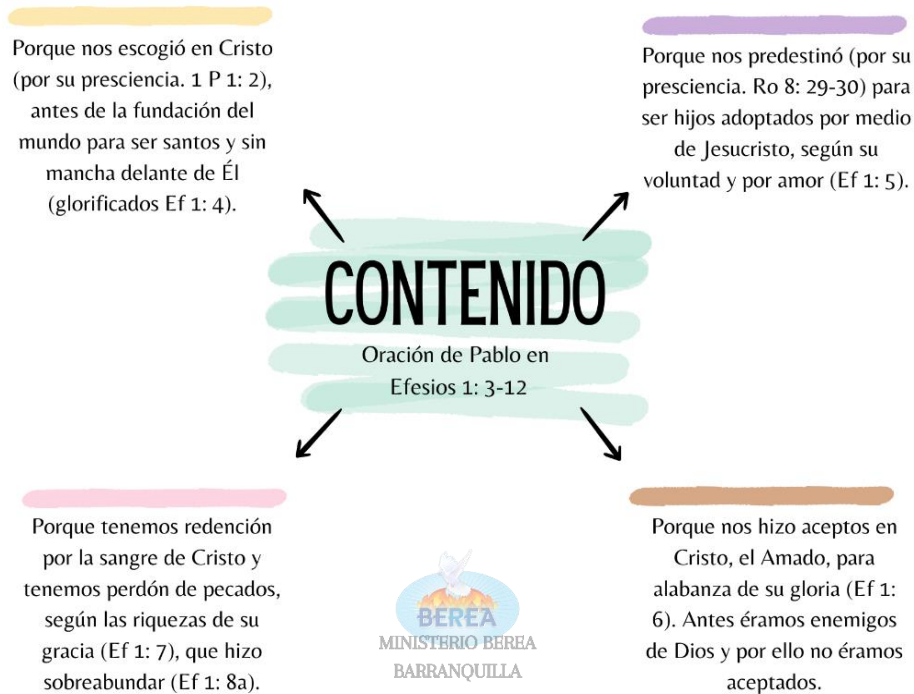 Porque nos escogió en Cristo
(por su presciencia. 1 P 1: 2),
antes de la fundación del
mundo para ser santos y sin
mancha delante de Él
(glorificados Ef 1: 4).
Porque nos predestinó (por su
presciencia. Ro 8: 29-30) para
ser hijos adoptados por medio
de Jesucristo, según su
voluntad y por amor (Ef 1: 5).
CONTENIDO
Oración de Pablo en
Efesios 1: 3-12
Porque tenemos redención
por la sangre de Cristo y
tenemos perdón de pecados,
según las riquezas de su
gracia (Ef 1: 7), que hizo
sobreabundar (Ef 1: 8a).
Porque nos hizo aceptos en
Cristo, el Amado, para
alabanza de su gloria (Ef 1:
6). Antes éramos enemigos
de Dios y por ello no éramos
aceptados.
BEREA
MINISTERIO BEREA
BARRANQUILLA